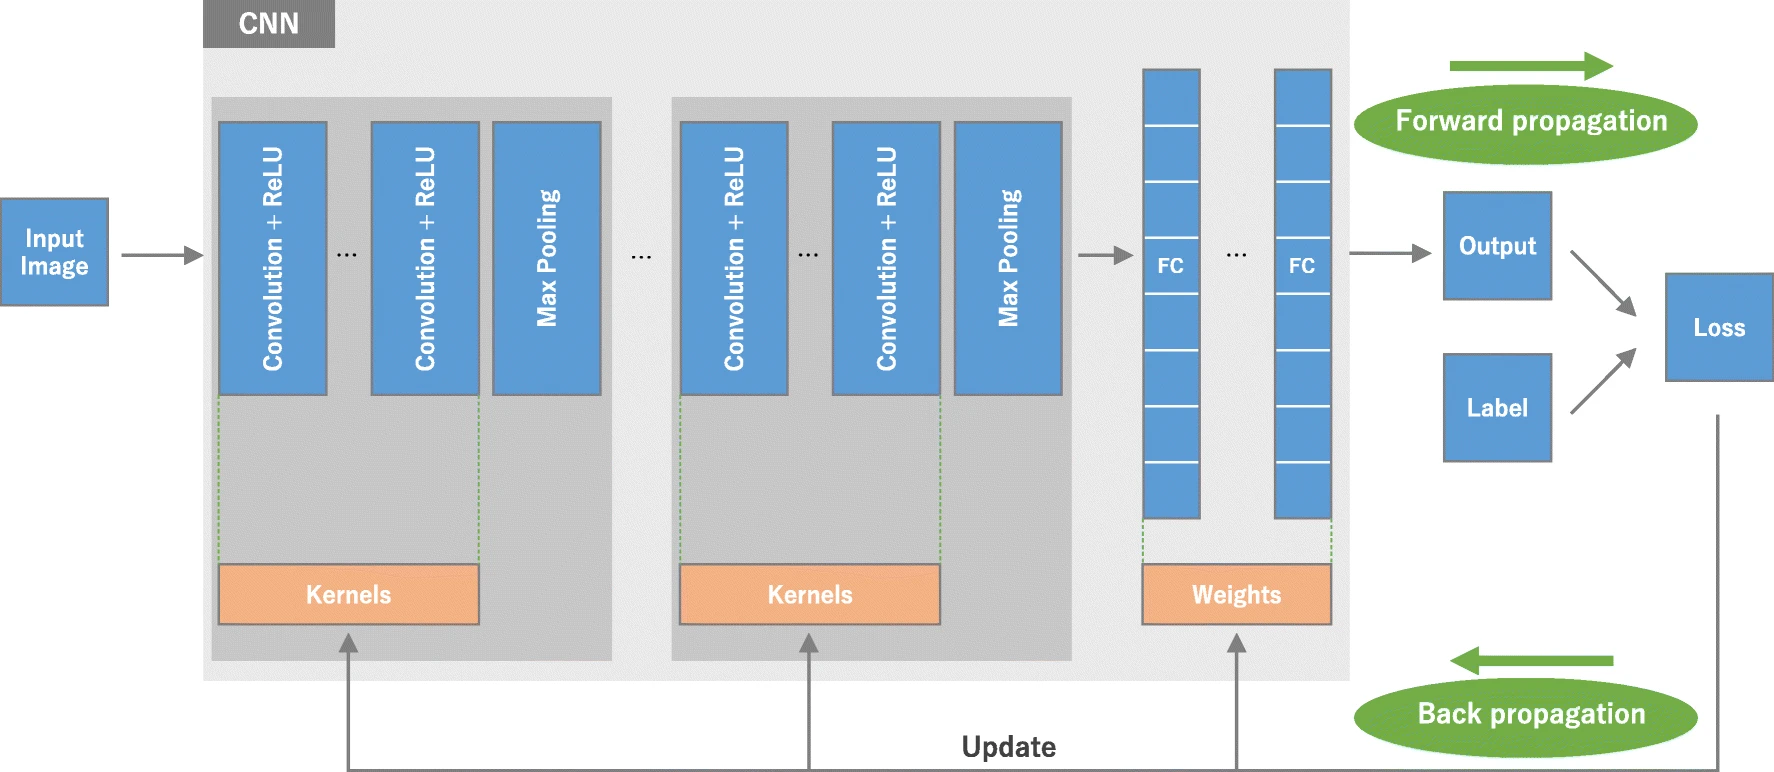 CNN
Input
Image
Convolution + ReLU
...
Convolution + ReLU
Max Pooling
...
Convolution + ReLU
...
Convolution + ReLU
Max Pooling
FC
...
FC
Forward propagation
Output
Label
Loss
Kernels
Kernels
Weights
Back propagation
Update